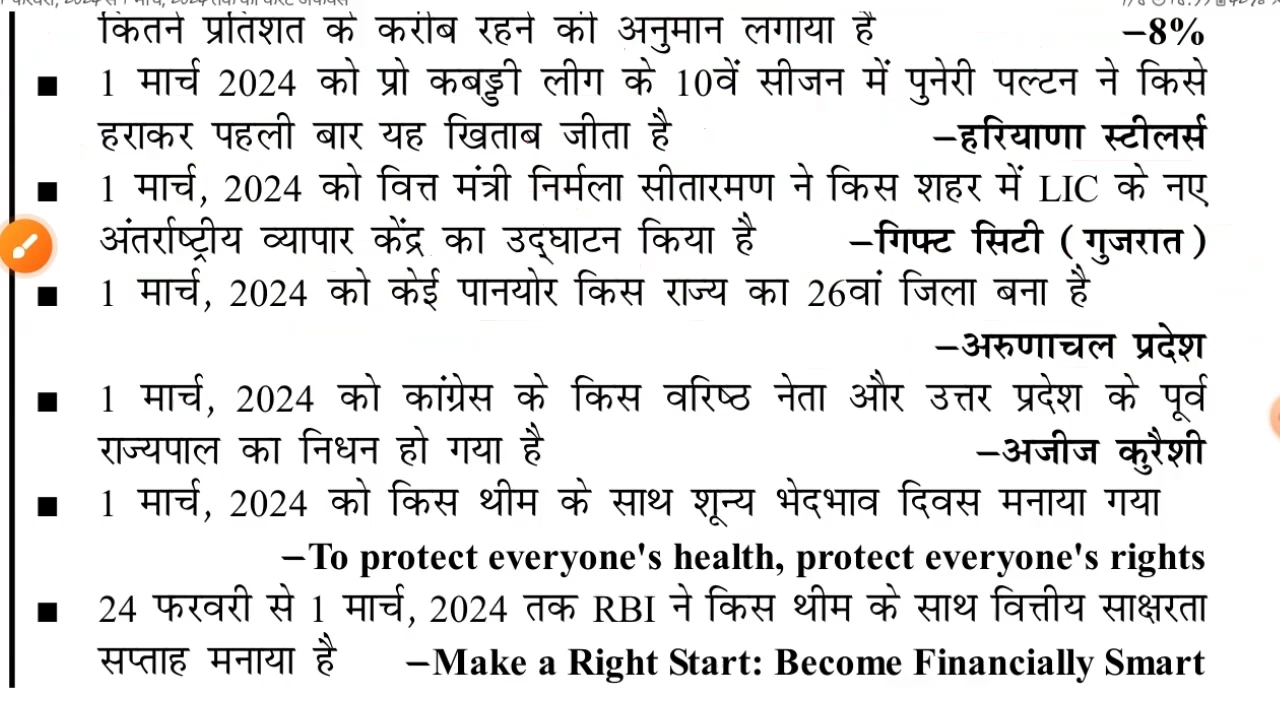 कितने प्रतिशत के करीब रहने की अनुमान लगाया है –8%
■ 1 मार्च 2024 को प्रो कबड्डी लीग के 10वें सीजन में पुनेरी पल्टन ने किसे
हराकर पहली बार यह खिताब जीता है –हरियाणा स्टीलर्स
■ 1 मार्च, 2024 को वित्त मंत्री निर्मला सीतारमण ने किस शहर में LIC के नए
अंतर्राष्ट्रीय व्यापार केंद्र का उद्घाटन किया है –गिफ्ट सिटी (गुजरात)
■ 1 मार्च, 2024 को केई पानयोर किस राज्य का 26वां जिला बना है
–अरुणाचल प्रदेश
■ 1 मार्च, 2024 को कांग्रेस के किस वरिष्ठ नेता और उत्तर प्रदेश के पूर्व
राज्यपाल का निधन हो गया है –अजीज कुरैशी
■ 1 मार्च, 2024 को किस थीम के साथ शून्य भेदभाव दिवस मनाया गया
–To protect everyone's health, protect everyone's rights
■ 24 फरवरी से 1 मार्च, 2024 तक RBI ने किस थीम के साथ वित्तीय साक्षरता
सप्ताह मनाया है –Make a Right Start: Become Financially Smart